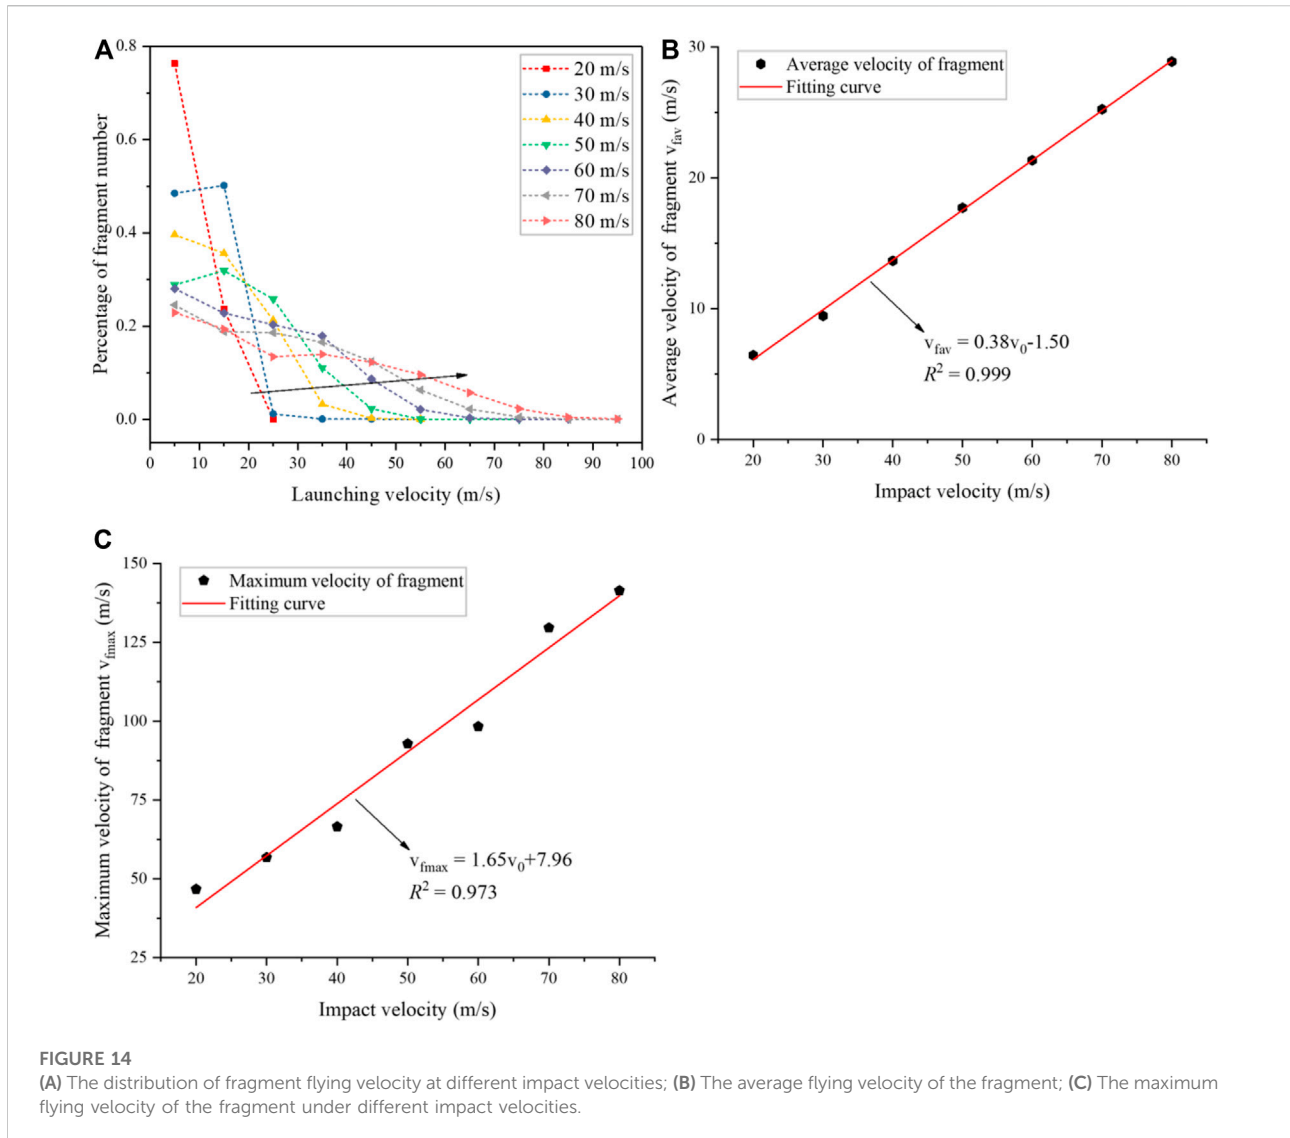 A
0.8
0.6
0.4
0.2
0.0
Percentage of fragment number
0 10 20 30 40 50 60 70 80 90 100
Launching velocity (m/s)
20 m/s
30 m/s
40 m/s
50 m/s
60 m/s
70 m/s
80 m/s
B
30
20
10
0
Average velocity of fragment v_fav (m/s)
20 30 40 50 60 70 80
Impact velocity (m/s)
Average velocity of fragment
Fitting curve
v_fav = 0.38v_0-1.50
R² = 0.999
C
150
125
100
75
50
25
Maximum velocity of fragment v_fmax (m/s)
20 30 40 50 60 70 80
Impact velocity (m/s)
Maximum velocity of fragment
Fitting curve
v_fmax = 1.65v_0+7.96
R² = 0.973
FIGURE 14
(A) The distribution of fragment flying velocity at different impact velocities; (B) The average flying velocity of the fragment; (C) The maximum
flying velocity of the fragment under different impact velocities.